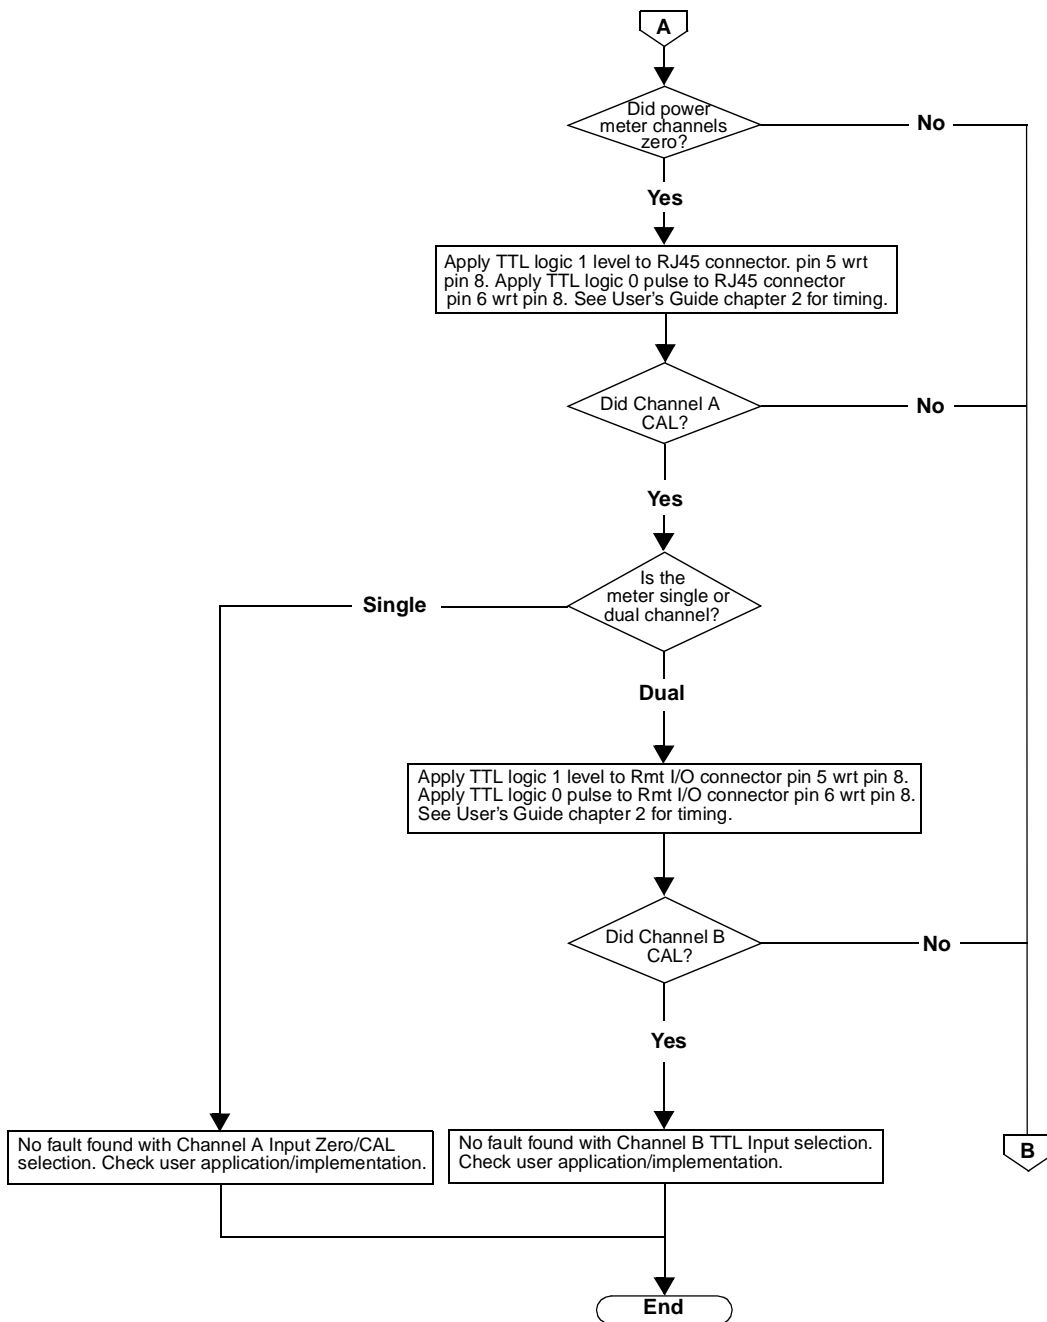 A
Did power
meter channels
zero?
No
Yes
Apply TTL logic 1 level to RJ45 connector. pin 5 wrt
pin 8. Apply TTL logic 0 pulse to RJ45 connector
pin 6 wrt pin 8. See User's Guide chapter 2 for timing.
Did Channel A
CAL?
No
Yes
Is the
meter single or
dual channel?
Single
Dual
Apply TTL logic 1 level to Rmt I/O connector pin 5 wrt pin 8.
Apply TTL logic 0 pulse to Rmt I/O connector pin 6 wrt pin 8.
See User's Guide chapter 2 for timing.
Did Channel B
CAL?
No
Yes
No fault found with Channel A Input Zero/CAL
selection. Check user application/implementation.
No fault found with Channel B TTL Input selection.
Check user application/implementation.
B
End